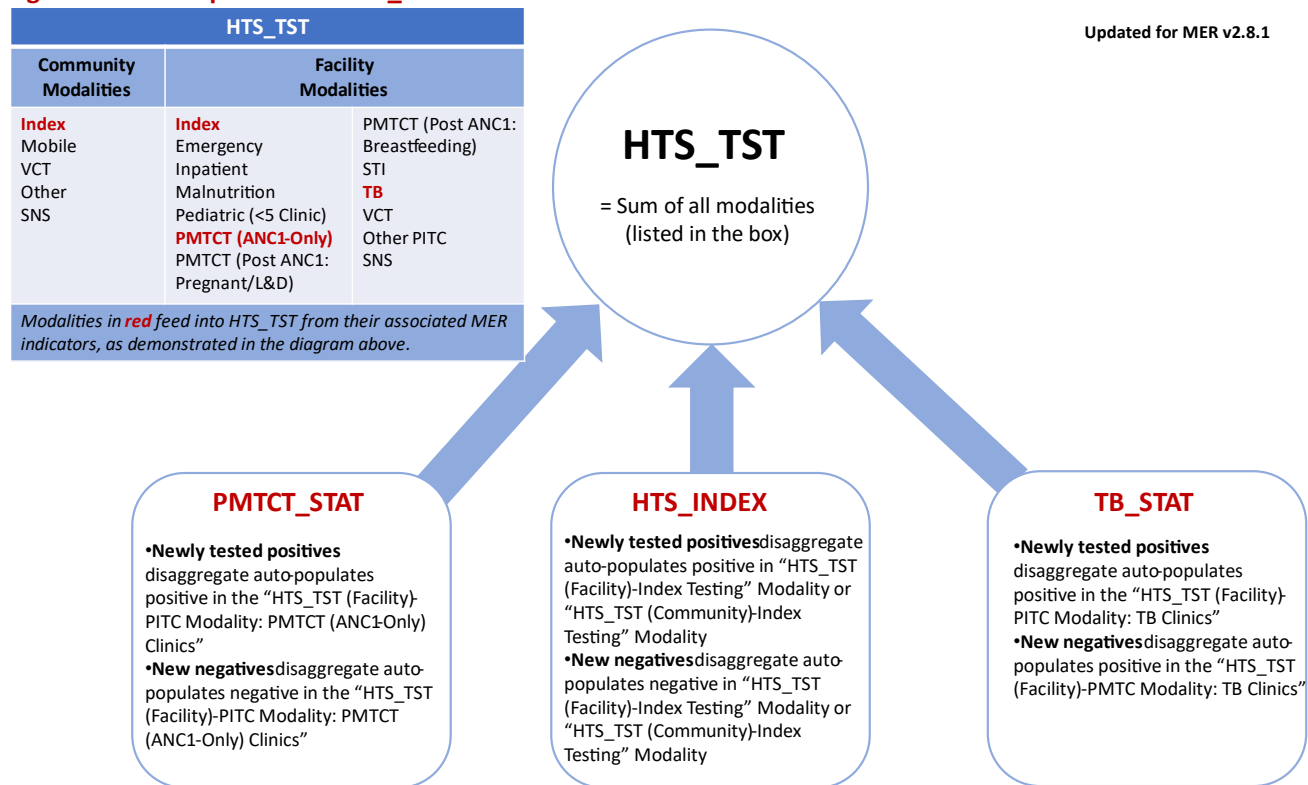 HTS_TST
Community
Modalities
Facility
Modalities
Index
Mobile
VCT
Other
SNS
Index
Emergency
Inpatient
Malnutrition
Pediatric (<5 Clinic)
PMTCT (ANC1-Only)
PMTCT (Post ANC1:
Pregnant/L&D)
PMTCT (Post ANC1:
Breastfeeding)
STI
TB
VCT
Other PITC
SNS
Modalities in red feed into HTS_TST from their associated MER
indicators, as demonstrated in the diagram above.
Updated for MER v2.8.1
HTS_TST
= Sum of all modalities
(listed in the box)
PMTCT_STAT
•Newly tested positives
disaggregate auto-populates
positive in the “HTS_TST (Facility)-
PITC Modality: PMTCT (ANC1-Only)
Clinics”
•New negatives disaggregate auto-
populates negative in the “HTS_TST
(Facility)-PITC Modality: PMTCT
(ANC1-Only) Clinics”
HTS_INDEX
•Newly tested positives disaggregate
auto-populates positive in “HTS_TST
(Facility)-Index Testing” Modality or
“HTS_TST (Community)-Index
Testing” Modality
•New negatives disaggregate auto-
populates negative in “HTS_TST
(Facility)-Index Testing” Modality or
“HTS_TST (Community)-Index
Testing” Modality
TB_STAT
•Newly tested positives
disaggregate auto-populates
positive in the “HTS_TST (Facility)-
PITC Modality: TB Clinics”
•New negatives disaggregate auto-
populates positive in the “HTS_TST
(Facility)-PMTC Modality: TB Clinics”